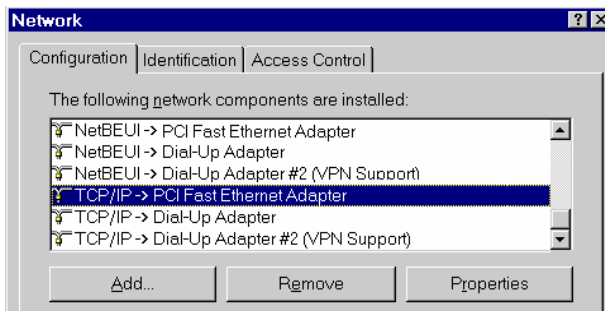 Network
Configuration Identification Access Control
The following network components are installed:
NetBEUI -> PCI Fast Ethernet Adapter
NetBEUI -> Dial-Up Adapter
NetBEUI -> Dial-Up Adapter #2 (VPN Support)
TCP/IP -> PCI Fast Ethernet Adapter
TCP/IP -> Dial-Up Adapter
TCP/IP -> Dial-Up Adapter #2 (VPN Support)
Add... Remove Properties